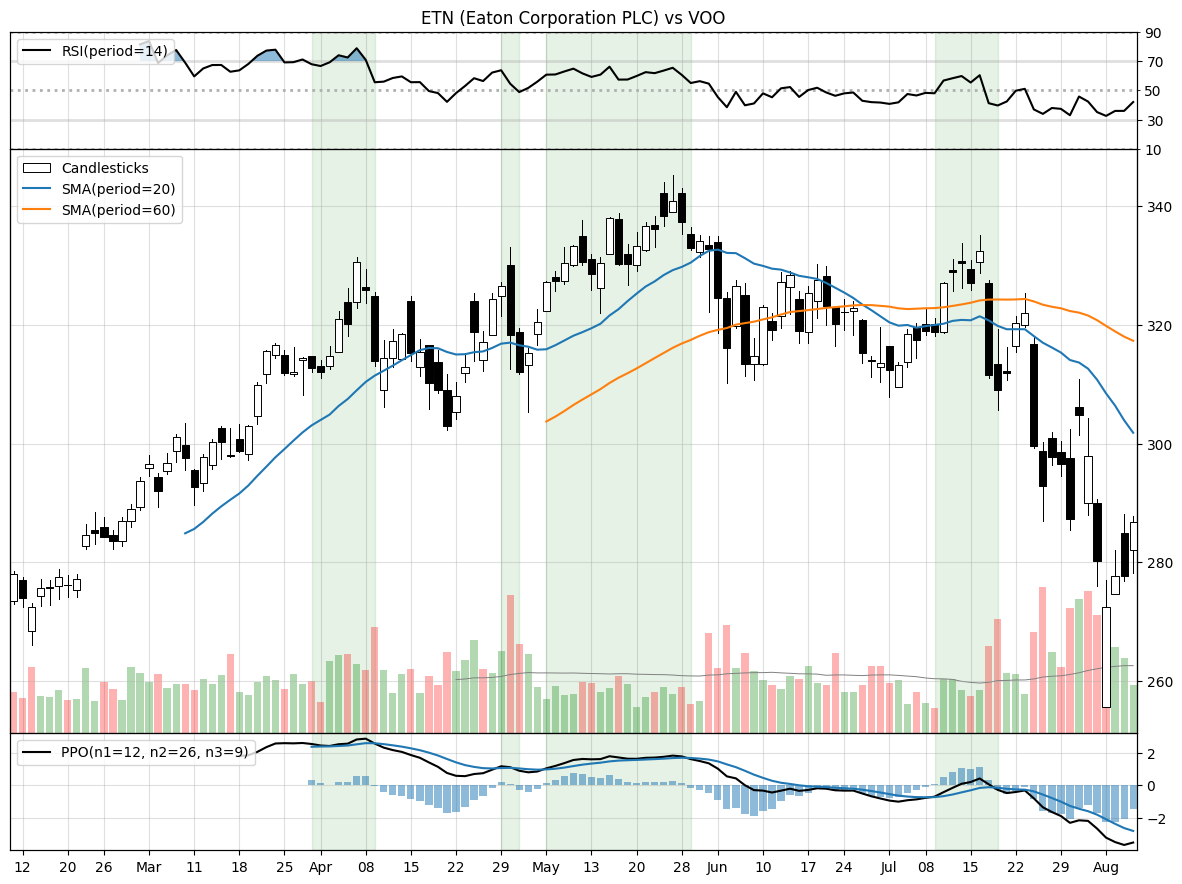 ETN (Eaton Corporation PLC) vs VOO
RSI(period=14)
90
70
50
30
10
Candlesticks
SMA(period=20)
SMA(period=60)
340
320
300
280
260
PPO(n1=12, n2=26, n3=9)
2
0
−2
12 20 26 Mar 11 18 25 Apr 08 15 22 29 May 13 20 28 Jun 10 17 24 Jul 08 15 22 29 Aug